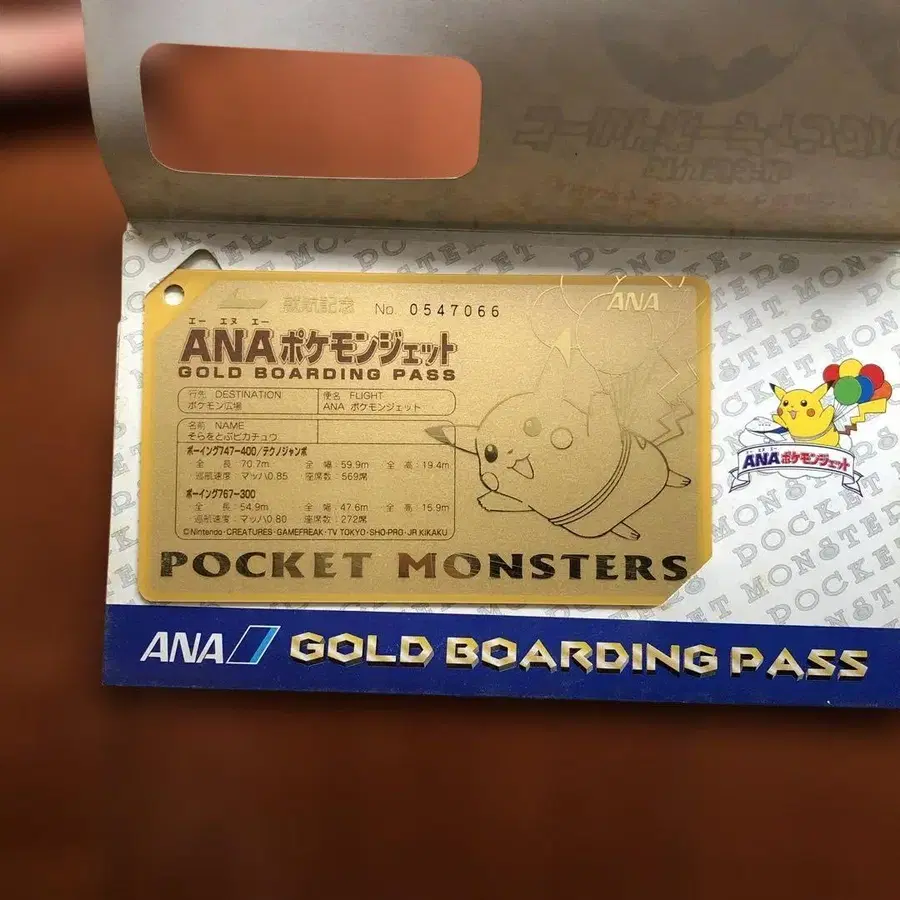 就航記念 No. 0547066
ANA
エー エヌ エー
ANAポケモンジェット
GOLD BOARDING PASS
行先 DESTINATION
ポケモン広場
便名 FLIGHT
ANA ポケモンジェット
名前 NAME
そらをとぶピカチュウ
ボーイング747-400/テクノジャンボ
全 長:70.7m 全 幅:59.9m 全 高:19.4m
巡航速度:マッハ0.85 座席数:569席
ボーイング767-300
全 長:54.9m 全 幅:47.6m 全 高:15.9m
巡航速度:マッハ0.80 座席数:272席
©Nintendo・CREATURES・GAMEFREAK・TV TOKYO・SHO-PRO・JR KIKAKU
POCKET MONSTERS
ANAポケモンジェット
POCKET MONSTERS
ANA GOLD BOARDING PASS